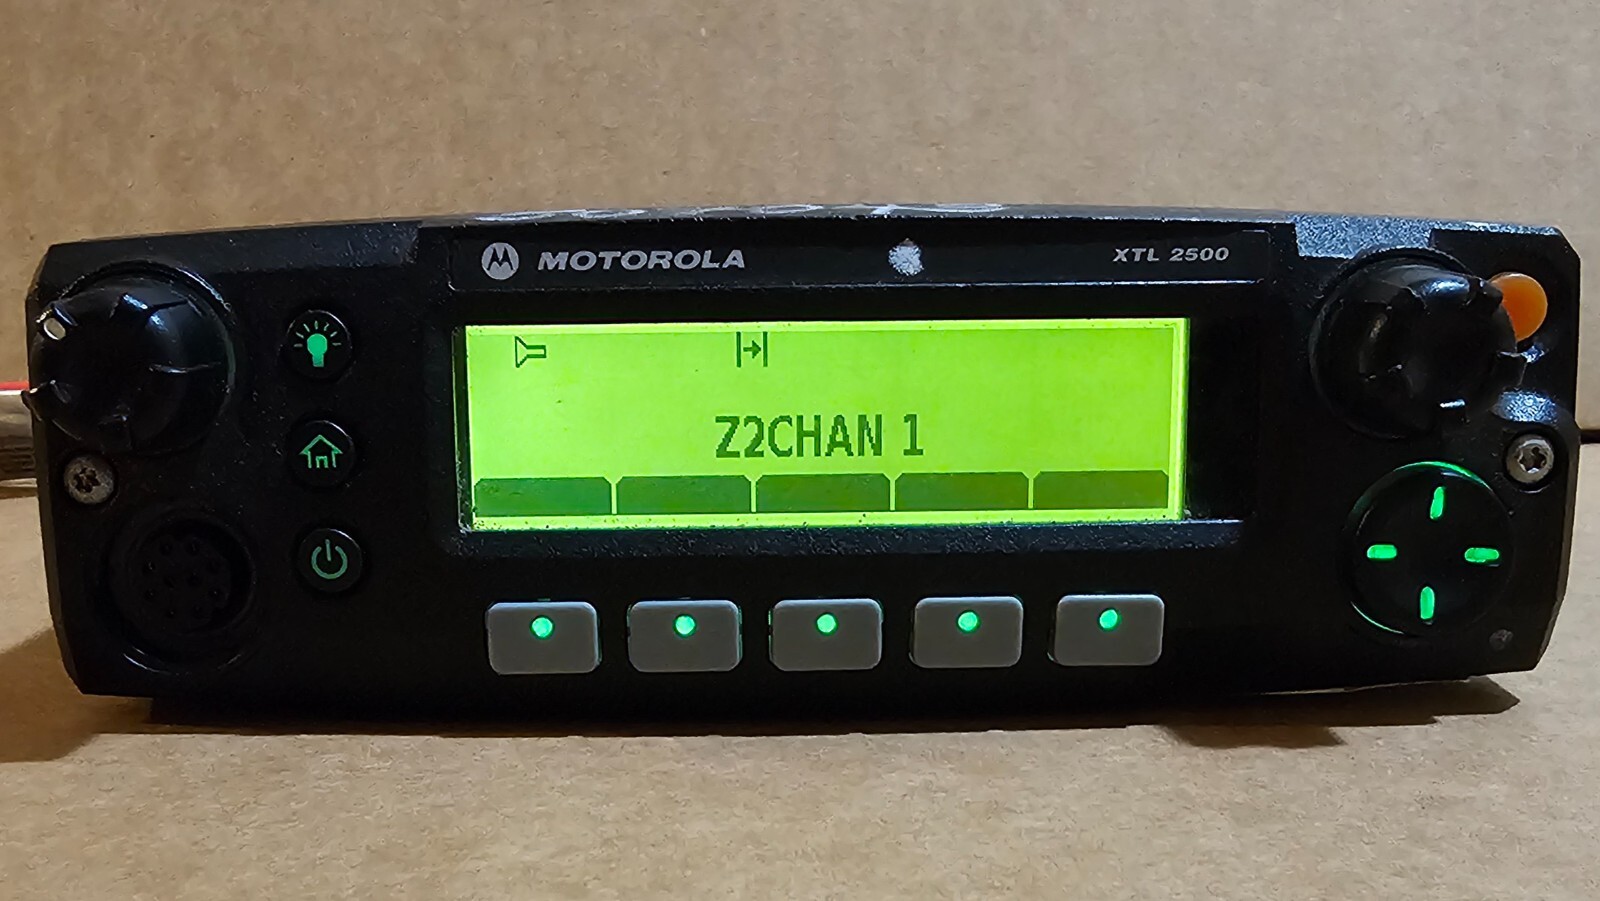 MOTOROLA
XTL 2500
Z2CHAN 1